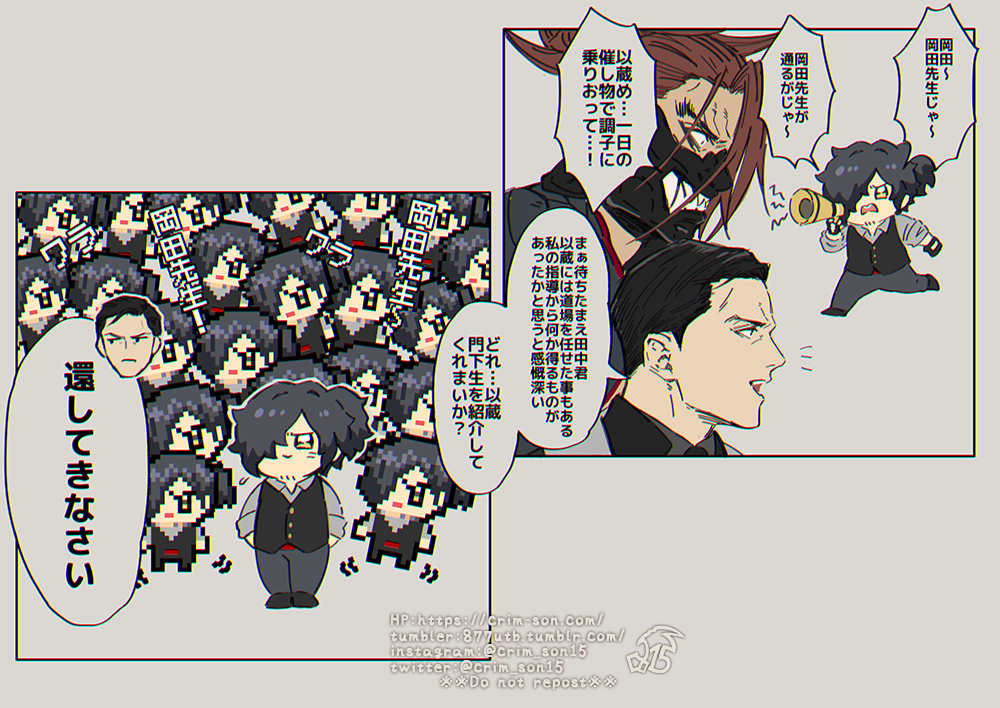 岡田〜
岡田先生じゃ〜
岡田先生が
通るがじゃ〜
以蔵め…一日の
催し物で調子に
乗りおって…！
まぁ待ちたまえ田中君
以蔵には道場を任せた事もある
私の指導から何か得るものが
あったかと思うと感慨深い
どれ…以蔵
門下生を紹介して
くれまいか？
岡田先生〜
ワラ
岡田先生！
ワラ
還してきなさい
HP:https://crim-son.com/
tumbler:877utb.tumblr.com/
instagram:@crim_son15
twitter:@crim_son15
※※Do not repost※※